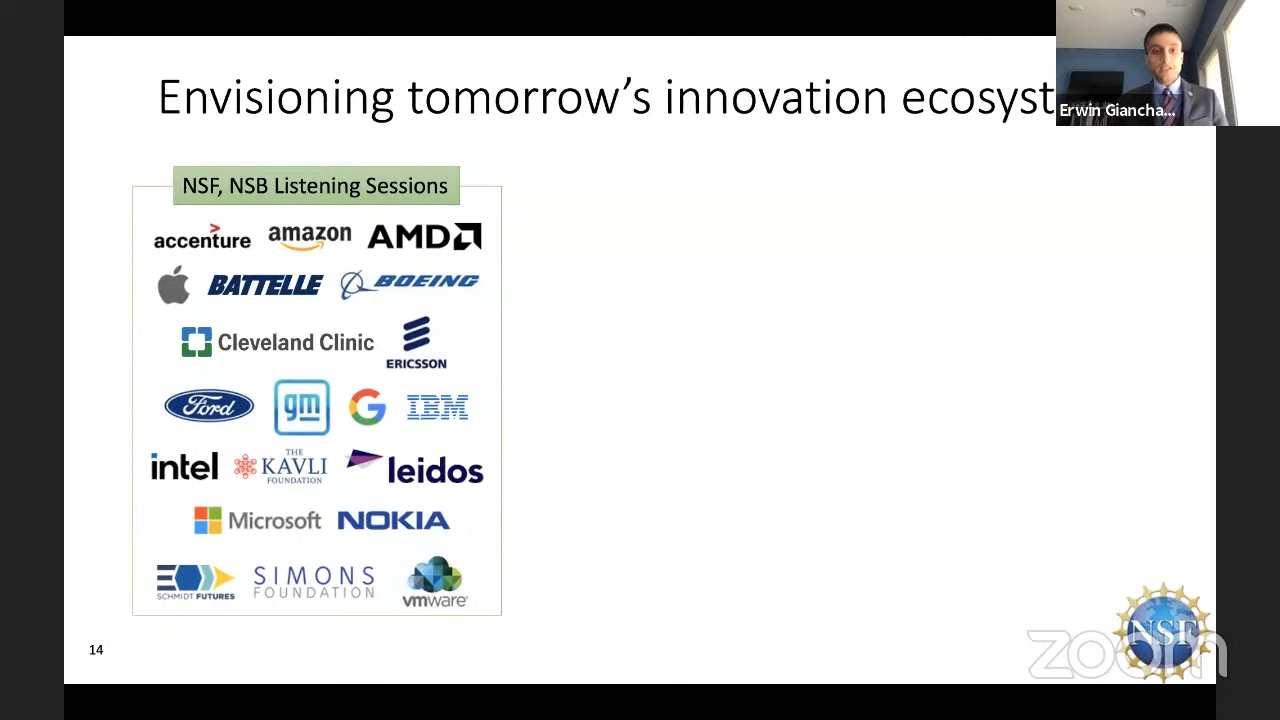 Envisioning tomorrow's innovation ecosyst
Erwin Giancha...
NSF, NSB Listening Sessions
accenture amazon AMD
BATTELLE BOEING
Cleveland Clinic ERICSSON
Ford gm G IBM
intel THE KAVLI FOUNDATION leidos
Microsoft NOKIA
SCHMIDT FUTURES SIMONS FOUNDATION vmware
14
NSF
zoom